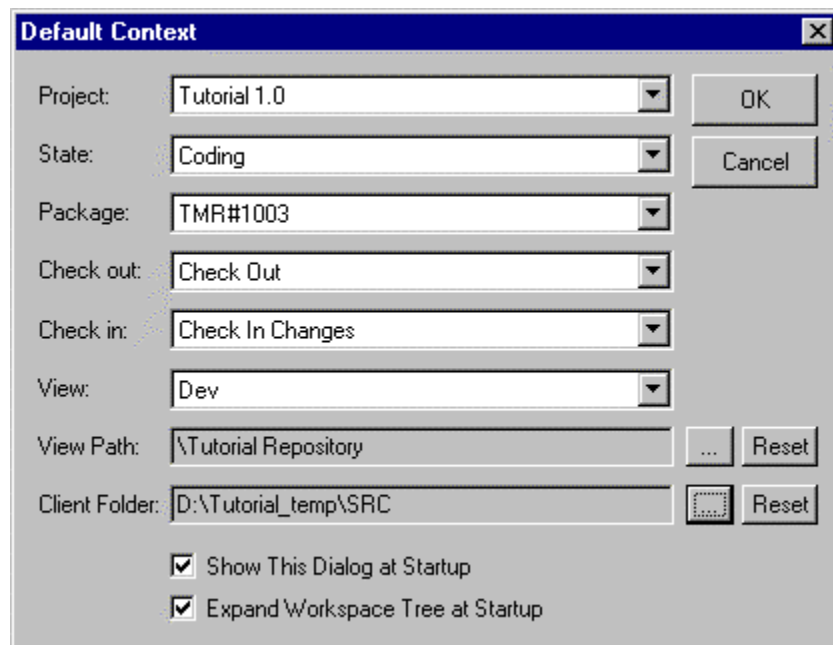 Default Context
Project: Tutorial 1.0 OK
State: Coding Cancel
Package: TMR#1003
Check out: Check Out
Check in: Check In Changes
View: Dev
View Path: \Tutorial Repository ... Reset
Client Folder: D:\Tutorial_temp\SRC ... Reset
Show This Dialog at Startup
Expand Workspace Tree at Startup